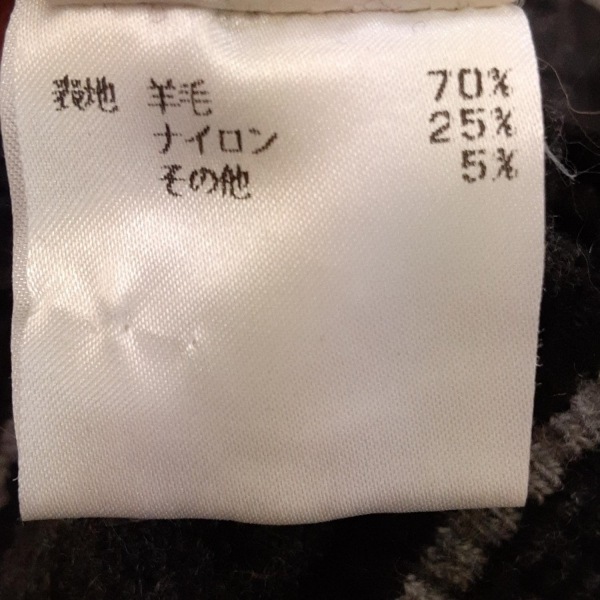 表地 羊毛 70%
ナイロン 25%
その他 5%